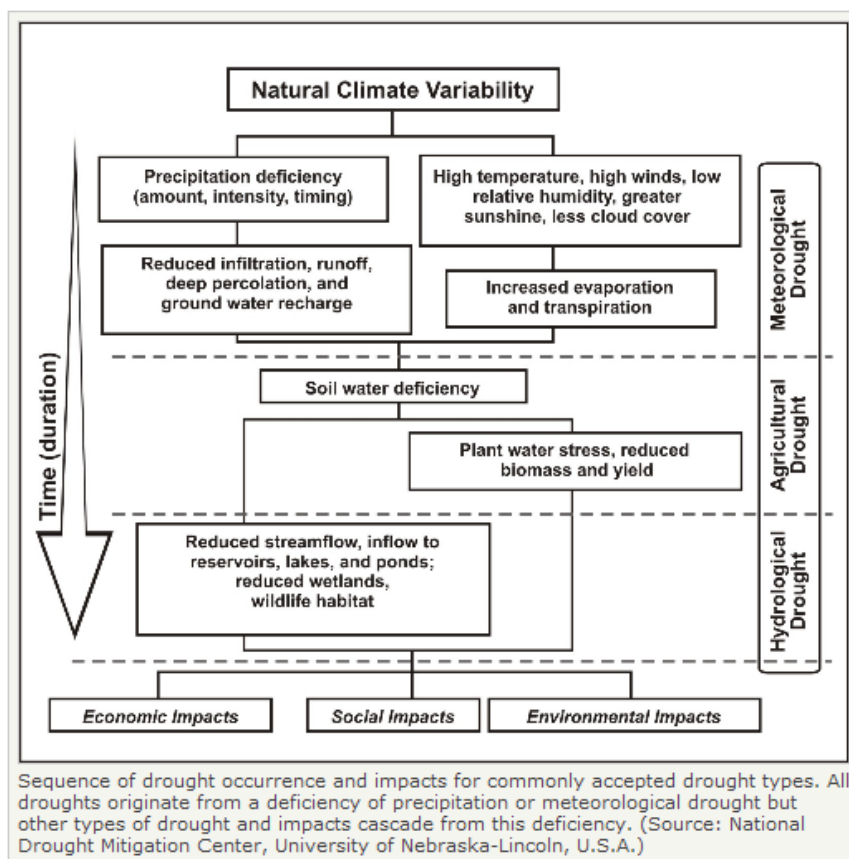 Natural Climate Variability
Precipitation deficiency
(amount, intensity, timing)
High temperature, high winds, low
relative humidity, greater
sunshine, less cloud cover
Reduced infiltration, runoff,
deep percolation, and
ground water recharge
Increased evaporation
and transpiration
Meteorological
Drought
Time (duration)
Soil water deficiency
Plant water stress, reduced
biomass and yield
Agricultural
Drought
Reduced streamflow, inflow to
reservoirs, lakes, and ponds;
reduced wetlands,
wildlife habitat
Hydrological
Drought
Economic Impacts
Social Impacts
Environmental Impacts
Sequence of drought occurrence and impacts for commonly accepted drought types. All
droughts originate from a deficiency of precipitation or meteorological drought but
other types of drought and impacts cascade from this deficiency. (Source: National
Drought Mitigation Center, University of Nebraska-Lincoln, U.S.A.)